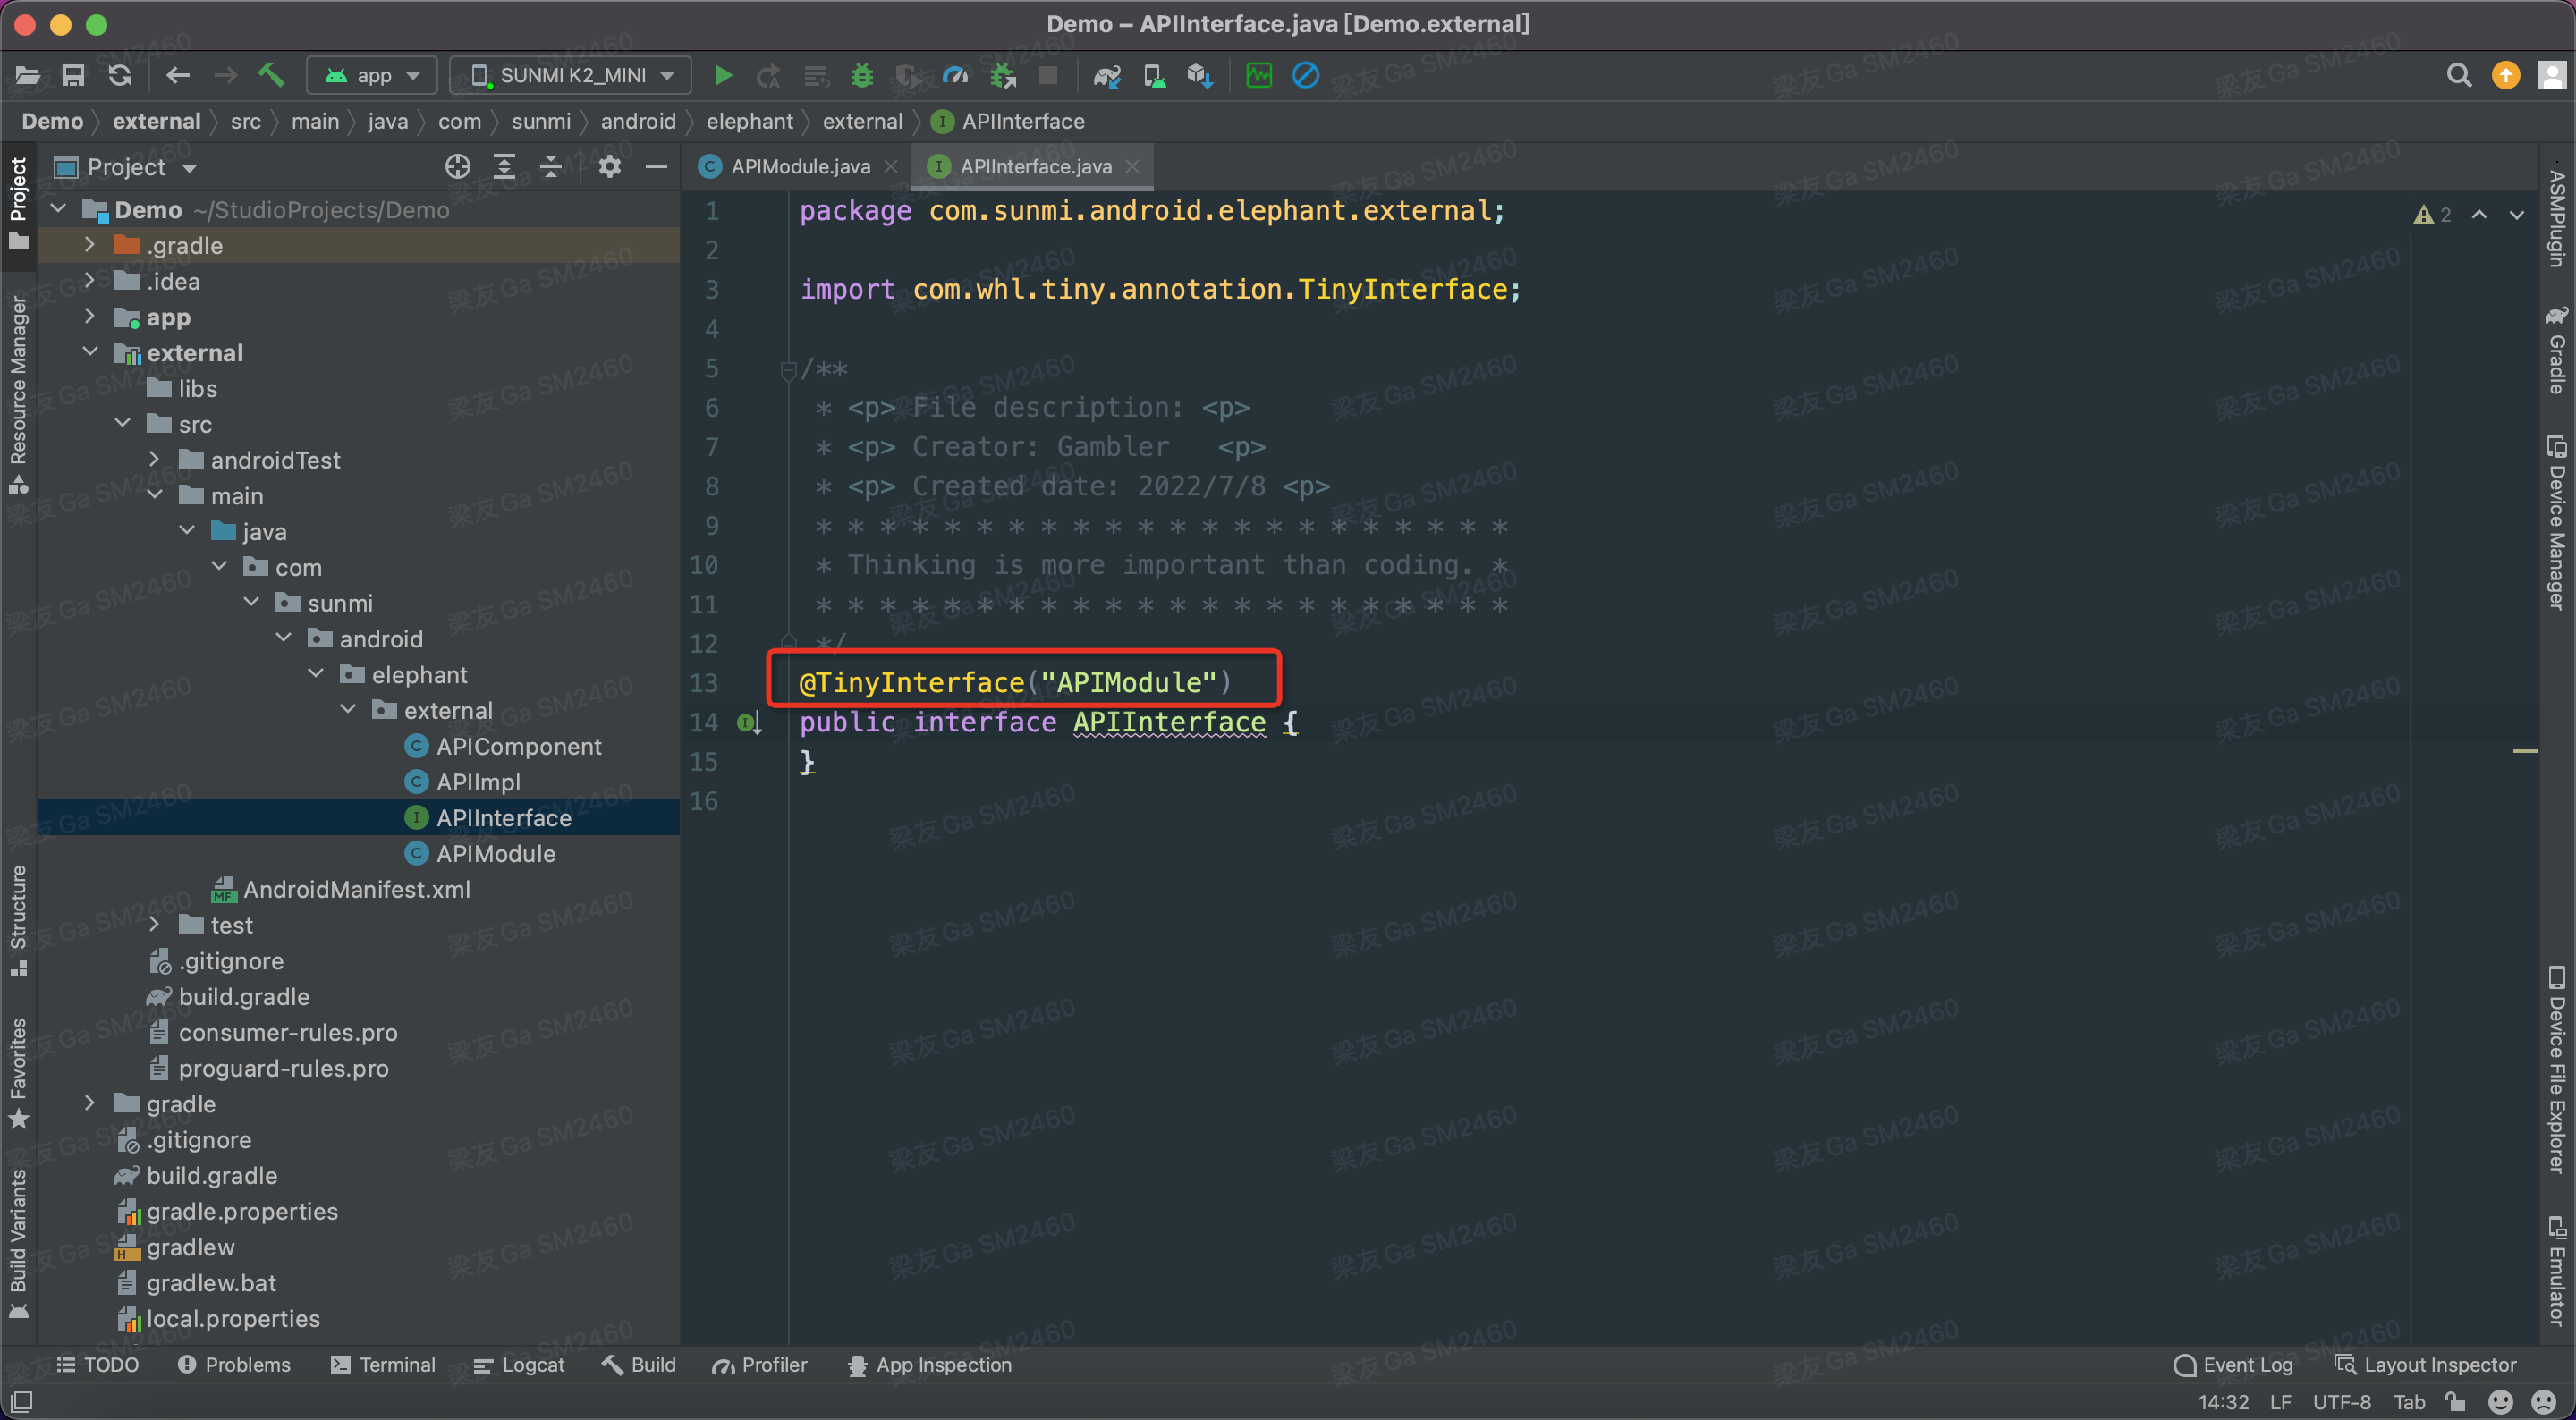 Demo – APIInterface.java [Demo.external]
app
SUNMI K2_MINI
Demo
external
src
main
java
com
sunmi
android
elephant
external
APIInterface
Project
APIModule.java
APIInterface.java
Demo ~/StudioProjects/Demo
.gradle
.idea
app
external
libs
src
androidTest
main
java
com
sunmi
android
elephant
external
APIComponent
APIImpl
APIInterface
APIModule
AndroidManifest.xml
test
.gitignore
build.gradle
consumer-rules.pro
proguard-rules.pro
gradle
.gitignore
build.gradle
gradle.properties
gradlew
gradlew.bat
local.properties
1 package com.sunmi.android.elephant.external;
2
3 import com.whl.tiny.annotation.TinyInterface;
4
5 /**
6 * <p> File description: <p>
7 * <p> Creator: Gambler <p>
8 * <p> Created date: 2022/7/8 <p>
9 * * * * * * * * * * * * * * * * * * * * * *
10 * Thinking is more important than coding. *
11 * * * * * * * * * * * * * * * * * * * * * *
12 */
13 @TinyInterface("APIModule")
14 public interface APIInterface {
15 }
16
2
Project
Resource Manager
Structure
Favorites
Build Variants
ASMPlugin
Gradle
Device Manager
Device File Explorer
Emulator
TODO
Problems
Terminal
Logcat
Build
Profiler
App Inspection
Event Log
Layout Inspector
14:32 LF UTF-8 Tab
梁友 Ga SM2460